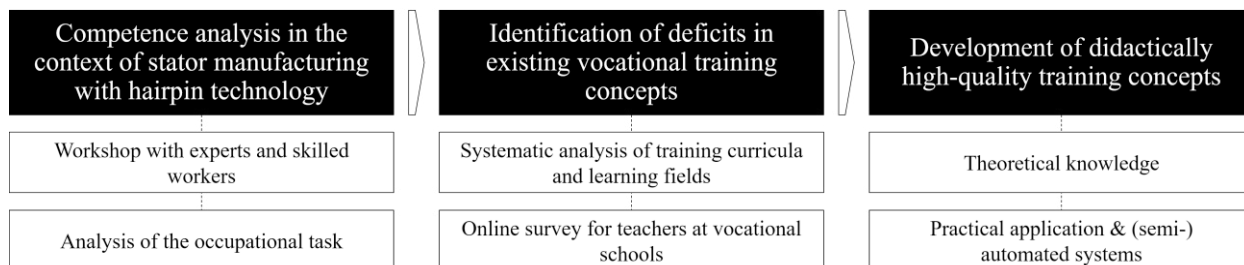 Competence analysis in the
context of stator manufacturing
with hairpin technology
Workshop with experts and skilled
workers
Analysis of the occupational task
Identification of deficits in
existing vocational training
concepts
Systematic analysis of training curricula
and learning fields
Online survey for teachers at vocational
schools
Development of didactically
high-quality training concepts
Theoretical knowledge
Practical application & (semi-)
automated systems